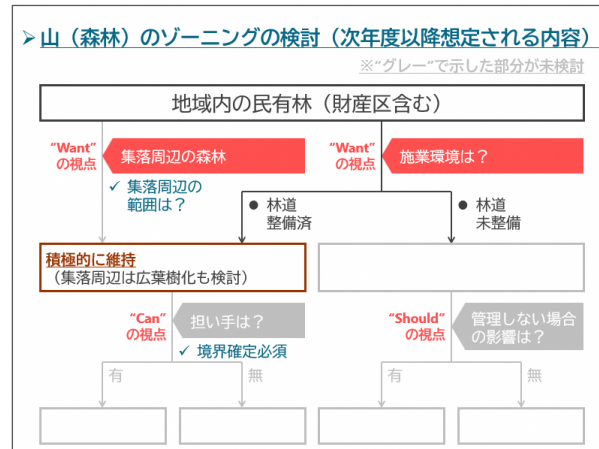 ➤山（森林）のゾーニングの検討（次年度以降想定される内容）
※“グレー”で示した部分が未検討
地域内の民有林（財産区含む）
“Want”
の視点
集落周辺の森林
“Want”
の視点
施業環境は？
✓ 集落周辺の
範囲は？
● 林道
整備済
● 林道
未整備
積極的に維持
（集落周辺は広葉樹化も検討）
“Can”
の視点
担い手は？
“Should”
の視点
管理しない場合
の影響は？
✓ 境界確定必須
有
無
有
無